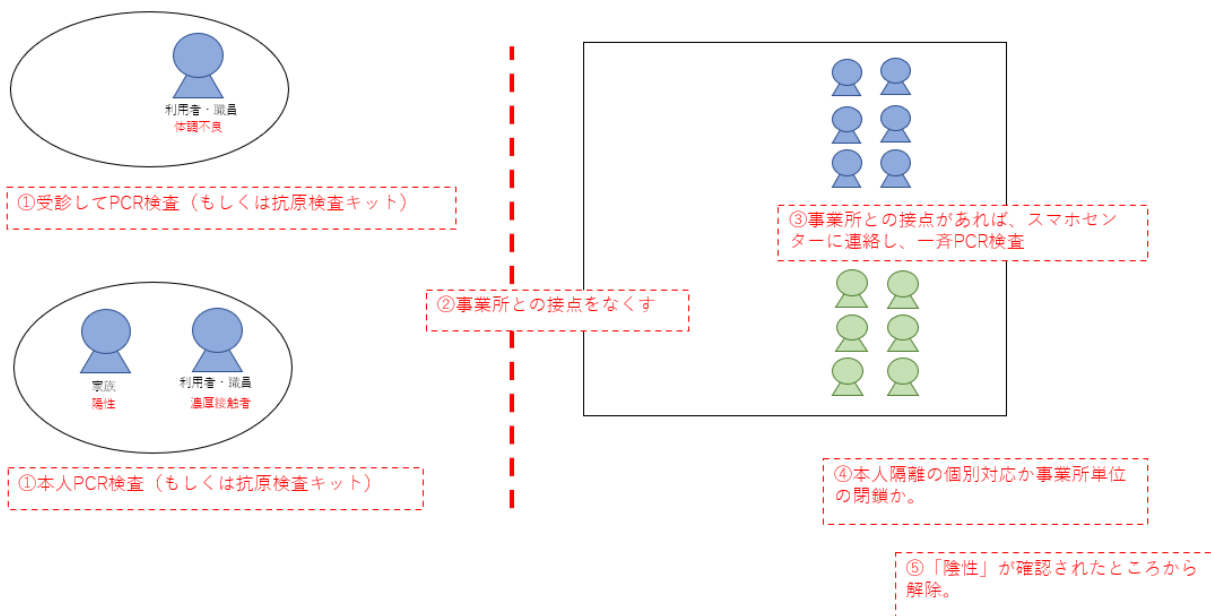 利用者・職員
体調不良
①受診してPCR検査（もしくは抗原検査キット）
家族
陽性
利用者・職員
濃厚接触者
①本人PCR検査（もしくは抗原検査キット）
②事業所との接点をなくす
③事業所との接点があれば、スマホセン
ターに連絡し、一斉PCR検査
④本人隔離の個別対応か事業所単位
の閉鎖か。
⑤「陰性」が確認されたところから
解除。